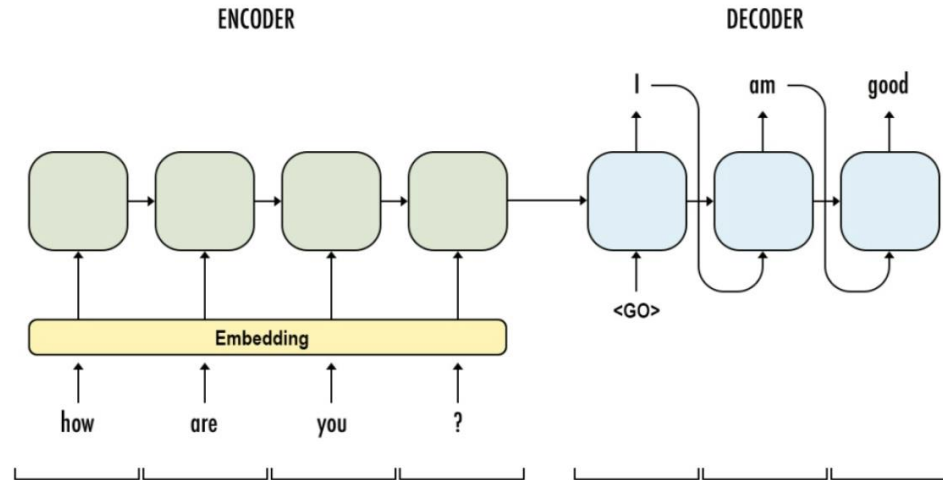 ENCODER DECODER
I am good
<GO>
Embedding
how are you ?